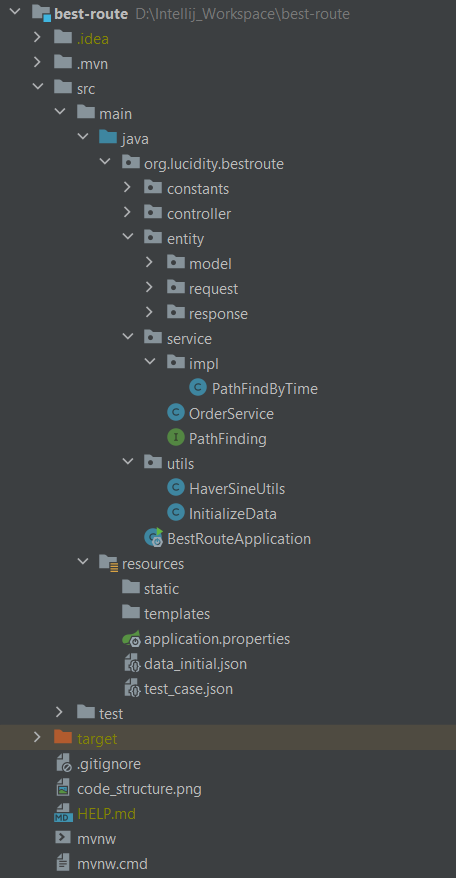 best-route D:\Intellij_Workspace\best-route
.idea
.mvn
src
main
java
org.lucidity.bestroute
constants
controller
entity
model
request
response
service
impl
C PathFindByTime
C OrderService
I PathFinding
utils
C HaverSineUtils
C InitializeData
BestRouteApplication
resources
static
templates
application.properties
data_initial.json
test_case.json
test
target
.gitignore
code_structure.png
MD HELP.md
mvnw
mvnw.cmd